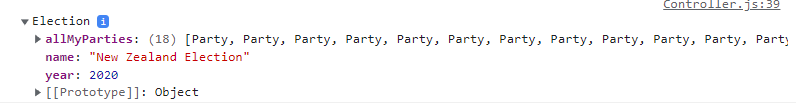 Controller.js:39
▼Election i
▶allMyParties: (18) [Party, Party, Party, Party, Party, Party, Party, Party, Party, Party, Party, Party
name: "New Zealand Election"
year: 2020
▶[[Prototype]]: Object